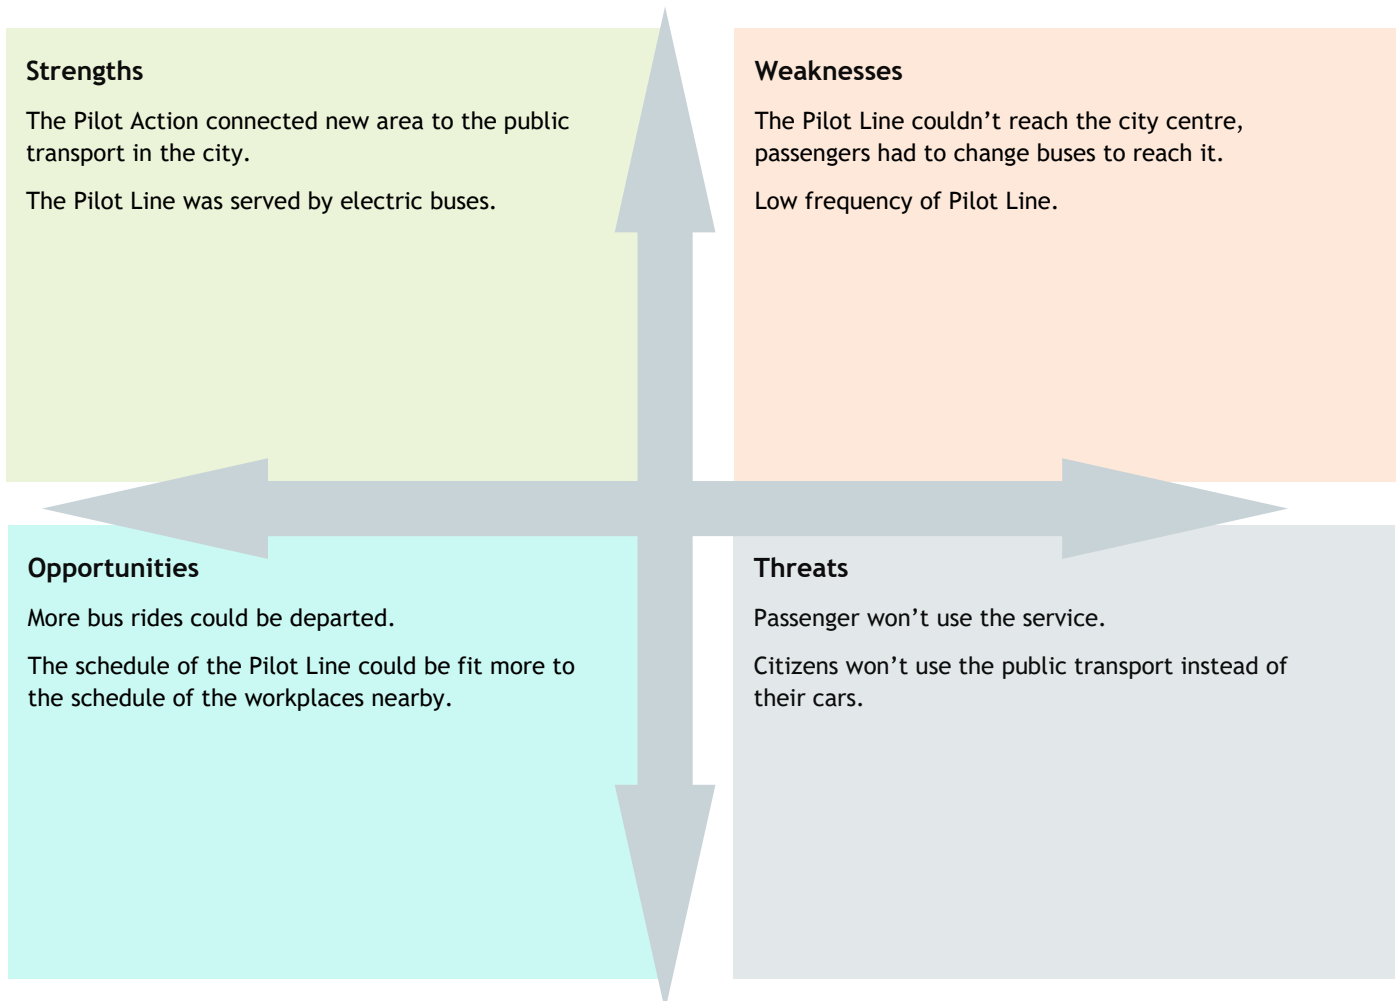 Strengths
The Pilot Action connected new area to the public
transport in the city.
The Pilot Line was served by electric buses.
Weaknesses
The Pilot Line couldn’t reach the city centre,
passengers had to change buses to reach it.
Low frequency of Pilot Line.
Opportunities
More bus rides could be departed.
The schedule of the Pilot Line could be fit more to
the schedule of the workplaces nearby.
Threats
Passenger won’t use the service.
Citizens won’t use the public transport instead of
their cars.